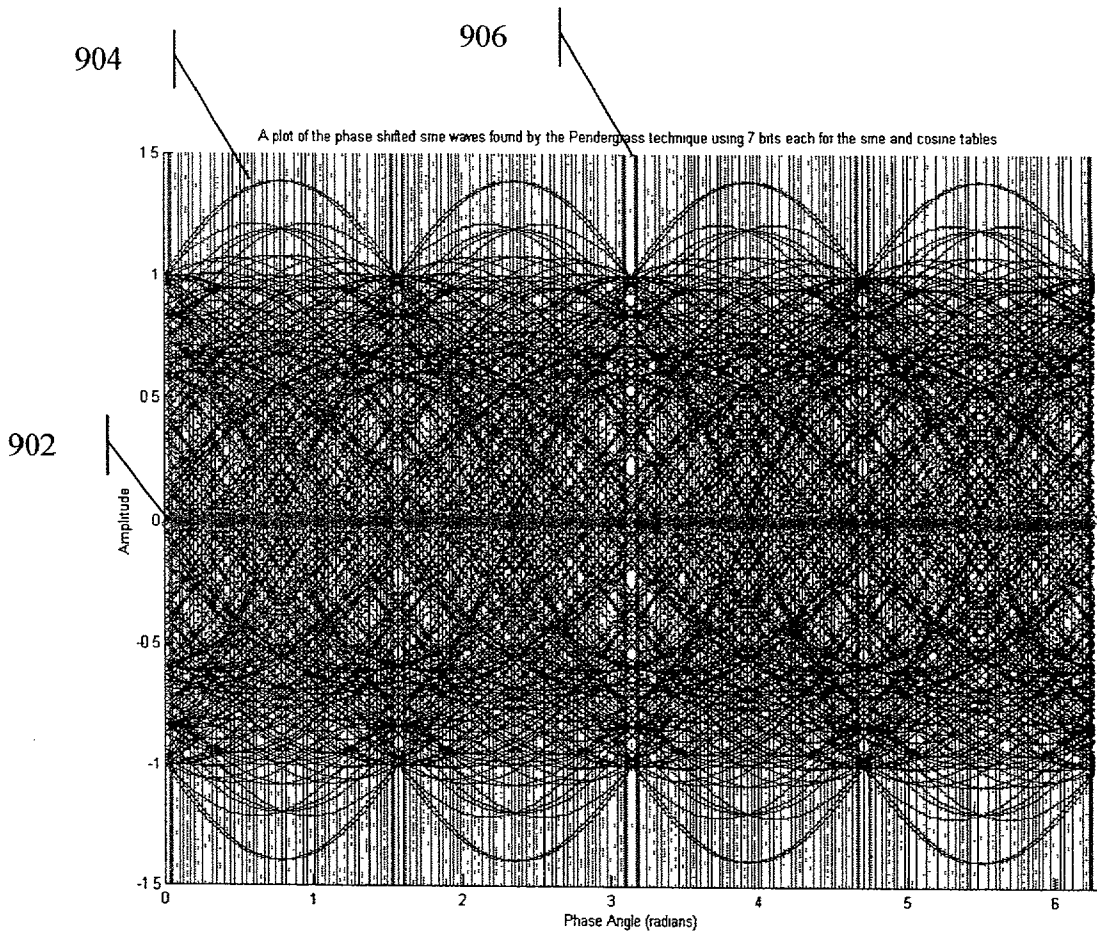 904
906
A plot of the phase shifted sine waves found by the Pendergrass technique using 7 bits each for the sine and cosine tables
1 5
1
0 5
902
0
Amplitude
-0 5
-1
-1 5
0 1 2 3 4 5 6
Phase Angle (radians)